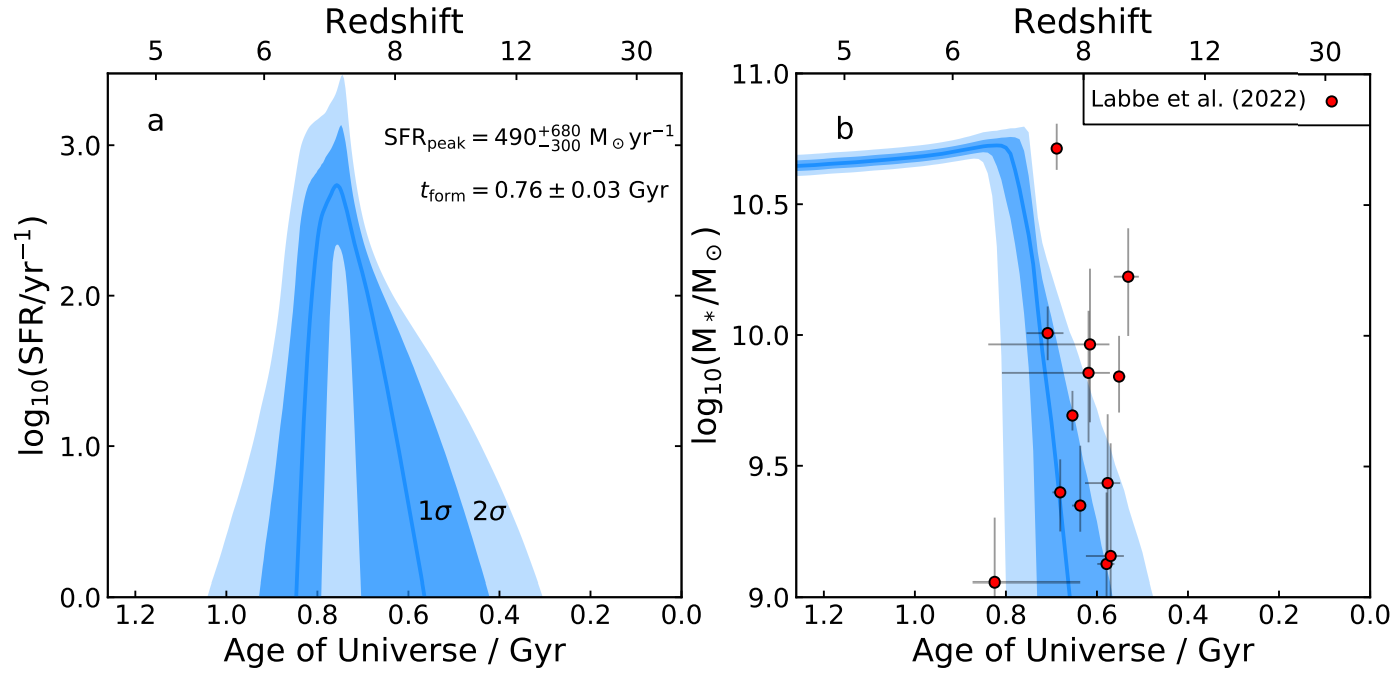 Redshift
5 6 8 12 30
a
SFR_peak = 490^{+680}_{−300} M_⊙ yr^{−1}
t_form = 0.76 ± 0.03 Gyr
1σ 2σ
log_{10}(SFR/yr^{−1})
3.0
2.0
1.0
0.0
1.2 1.0 0.8 0.6 0.4 0.2 0.0
Age of Universe / Gyr
Redshift
5 6 8 12 30
Labbe et al. (2022)
b
log_{10}(M_*/M_⊙)
11.0
10.5
10.0
9.5
9.0
1.2 1.0 0.8 0.6 0.4 0.2 0.0
Age of Universe / Gyr